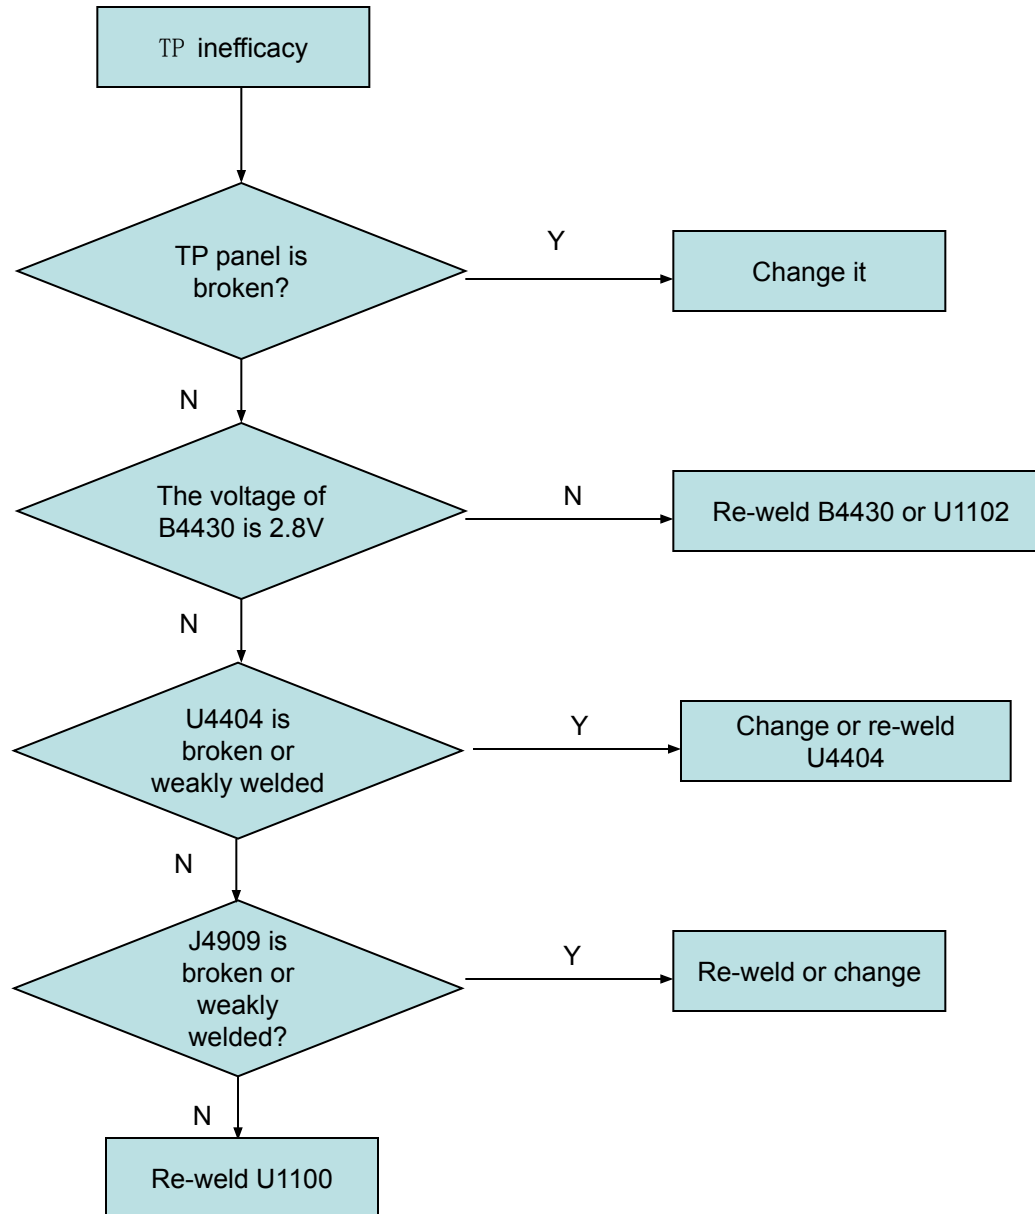 TP inefficacy
TP panel is
broken?
Y
Change it
N
The voltage of
B4430 is 2.8V
N
Re-weld B4430 or U1102
N
U4404 is
broken or
weakly welded
Y
Change or re-weld
U4404
N
J4909 is
broken or
weakly
welded?
Y
Re-weld or change
N
Re-weld U1100